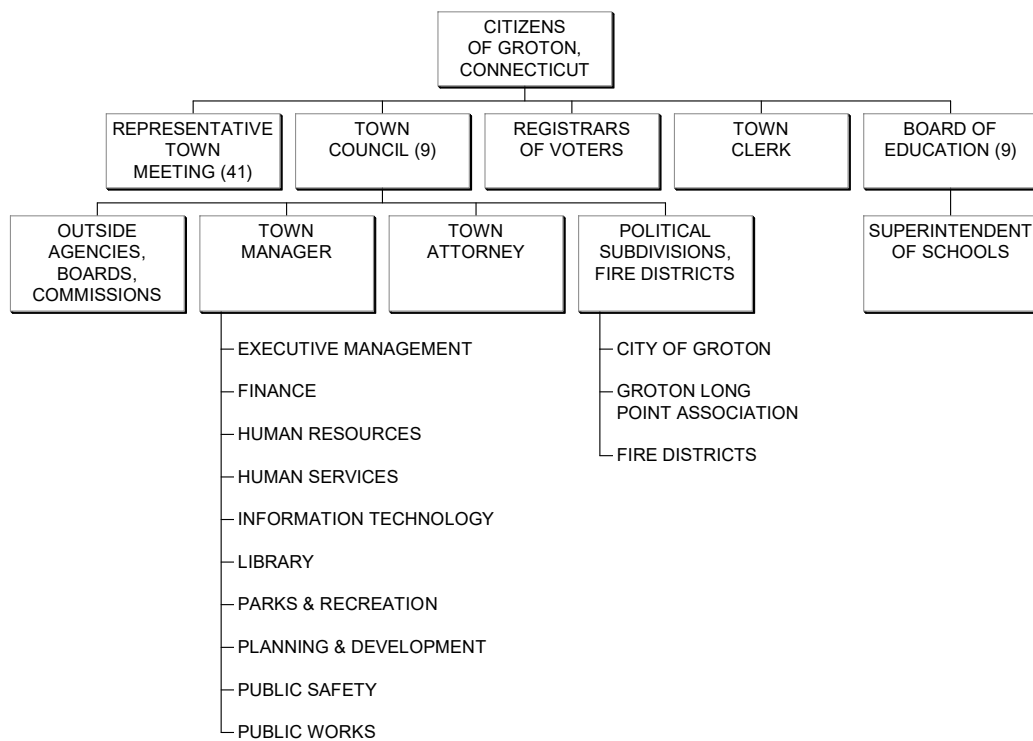 CITIZENS
OF GROTON,
CONNECTICUT
REPRESENTATIVE
TOWN
MEETING (41)
TOWN
COUNCIL (9)
REGISTRARS
OF VOTERS
TOWN
CLERK
BOARD OF
EDUCATION (9)
OUTSIDE
AGENCIES,
BOARDS,
COMMISSIONS
TOWN
MANAGER
TOWN
ATTORNEY
POLITICAL
SUBDIVISIONS,
FIRE DISTRICTS
SUPERINTENDENT
OF SCHOOLS
EXECUTIVE MANAGEMENT
FINANCE
HUMAN RESOURCES
HUMAN SERVICES
INFORMATION TECHNOLOGY
LIBRARY
PARKS & RECREATION
PLANNING & DEVELOPMENT
PUBLIC SAFETY
PUBLIC WORKS
CITY OF GROTON
GROTON LONG
POINT ASSOCIATION
FIRE DISTRICTS